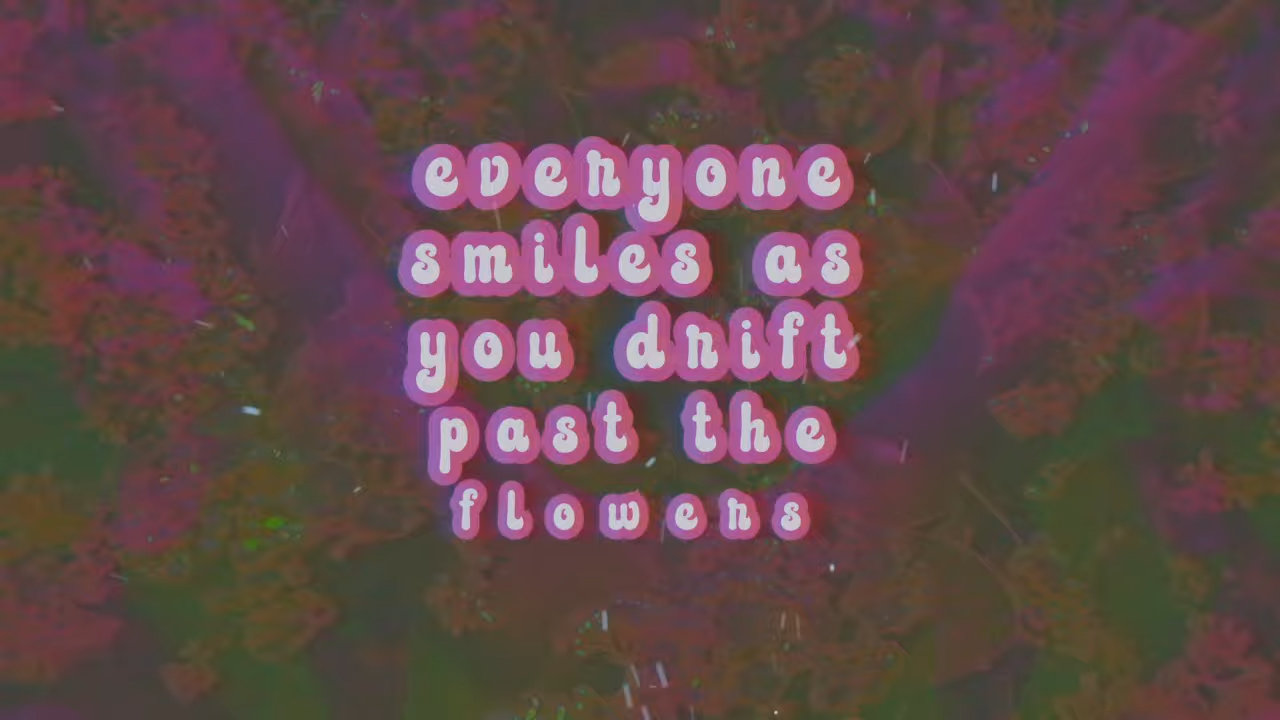 everyone
smiles as
you drift
past the
flowers